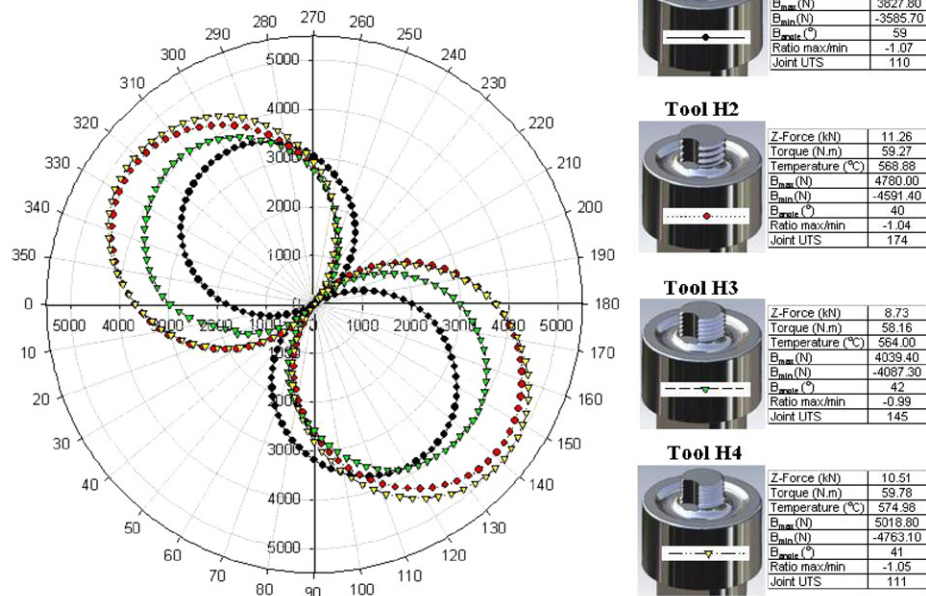 270
260
250
240
230
220
210
200
190
180
170
160
150
140
130
120
110
100
90
80
70
60
50
40
30
20
10
0
350
340
330
320
310
300
290
280
5000
4000
3000
2000
1000
0
1000
2000
3000
4000
5000
5000 4000 3000 2000 1000 0 1000 2000 3000 4000 5000
Bmax(N) 3827.80
Bmin(N) -3585.70
Bangle(°) 59
Ratio max/min -1.07
Joint UTS 110
Tool H2
Z-Force (kN) 11.26
Torque (N.m) 59.27
Temperature (°C) 568.88
Bmax(N) 4780.00
Bmin(N) -4591.40
Bangle(°) 40
Ratio max/min -1.04
Joint UTS 174
Tool H3
Z-Force (kN) 8.73
Torque (N.m) 58.16
Temperature (°C) 564.00
Bmax(N) 4039.40
Bmin(N) -4087.30
Bangle(°) 42
Ratio max/min -0.99
Joint UTS 145
Tool H4
Z-Force (kN) 10.51
Torque (N.m) 59.78
Temperature (°C) 574.98
Bmax(N) 5018.80
Bmin(N) -4763.10
Bangle(°) 41
Ratio max/min -1.05
Joint UTS 111